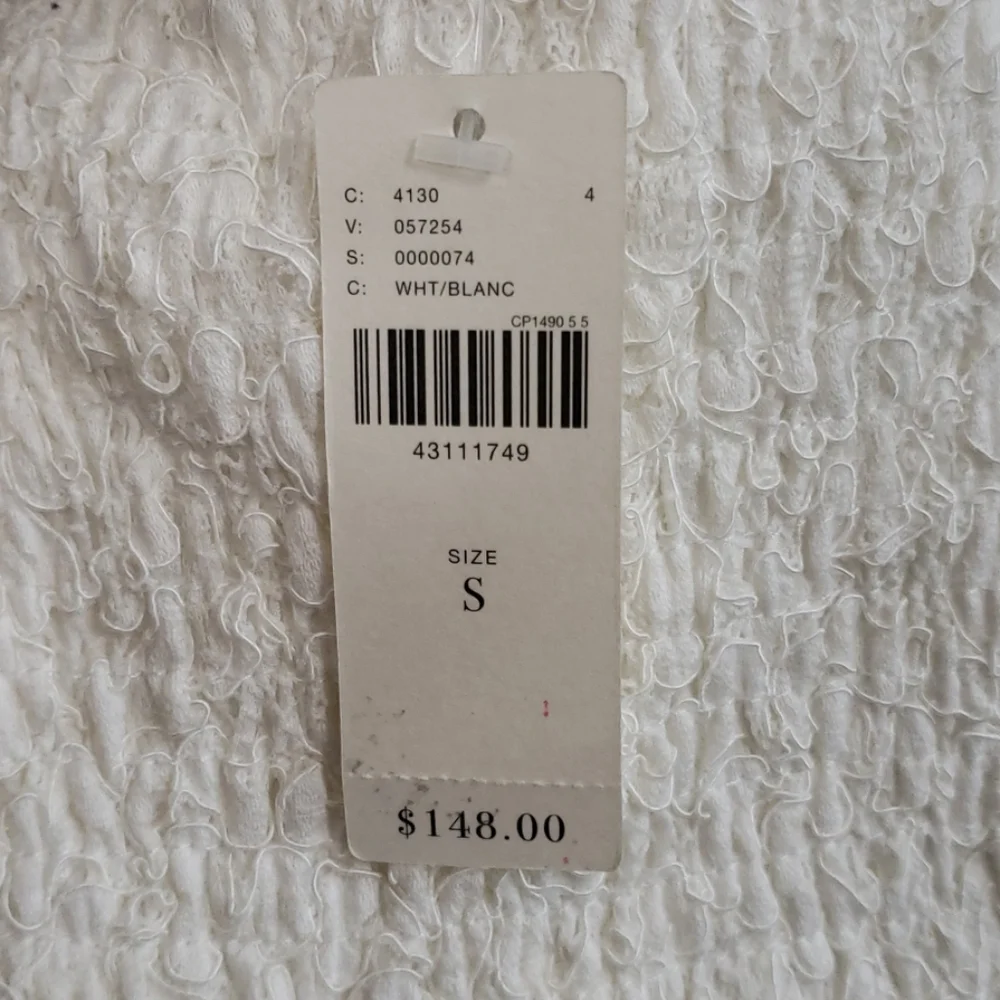 C: 4130 4
V: 057254
S: 0000074
C: WHT/BLANC
CP1490 5 5
43111749
SIZE
S
$148.00